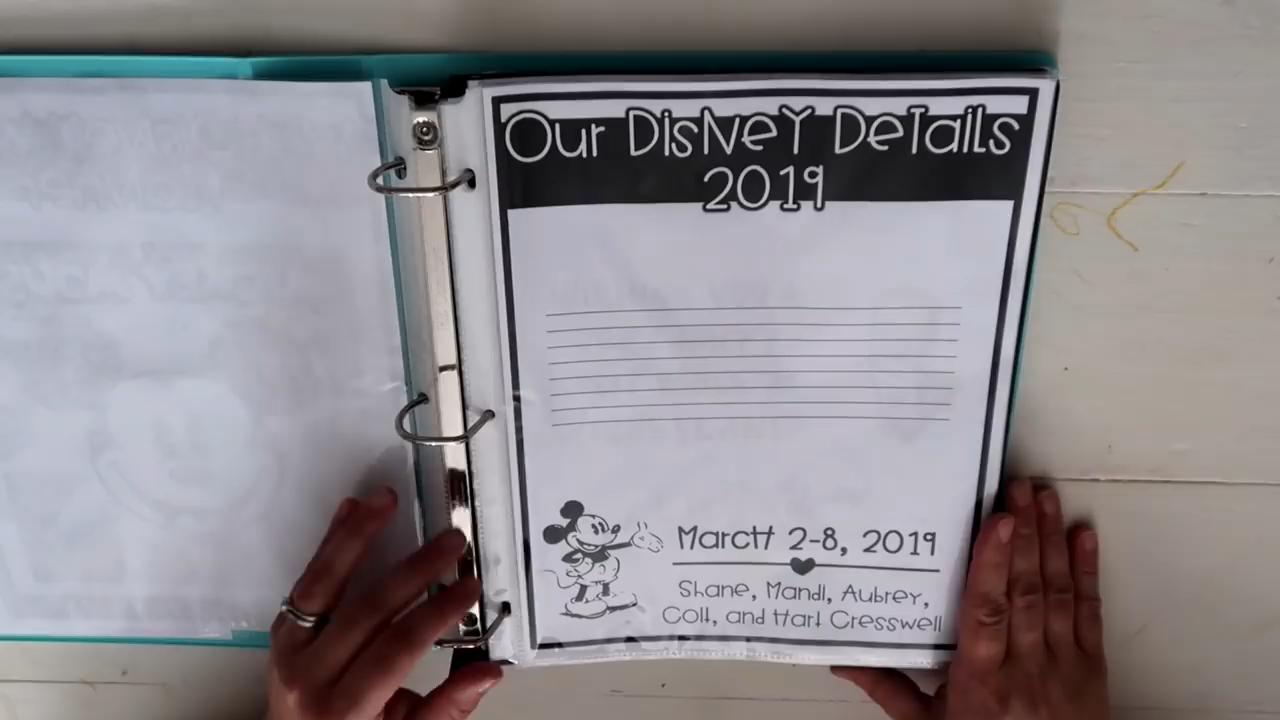 Our Disney Details
2019
March 2-8, 2019
Shane, Mandi, Aubrey,
Colt, and Hart Cresswell